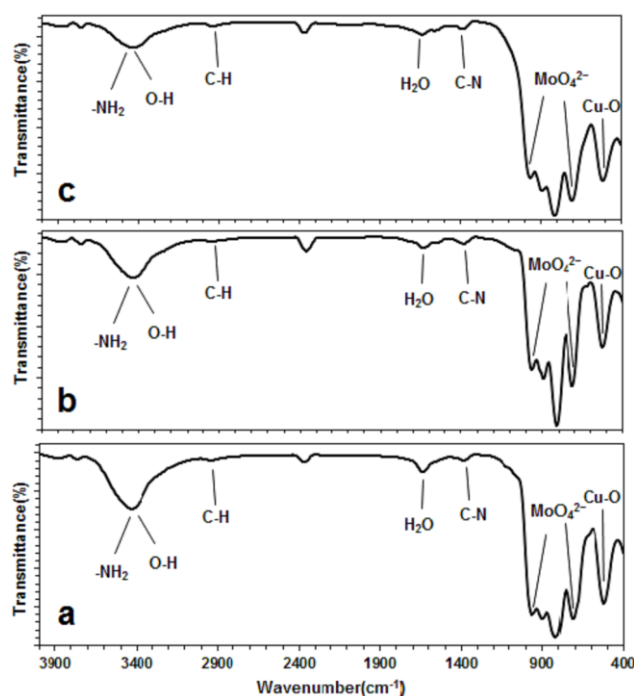 Transmittance(%)
C-H
-NH₂
O-H
H₂O
C-N
MoO₄²⁻
Cu-O
c
Transmittance(%)
C-H
-NH₂
O-H
H₂O
C-N
MoO₄²⁻
Cu-O
b
Transmittance(%)
C-H
-NH₂
O-H
H₂O
C-N
MoO₄²⁻
Cu-O
a
3900 3400 2900 2400 1900 1400 900 400
Wavenumber(cm⁻¹)